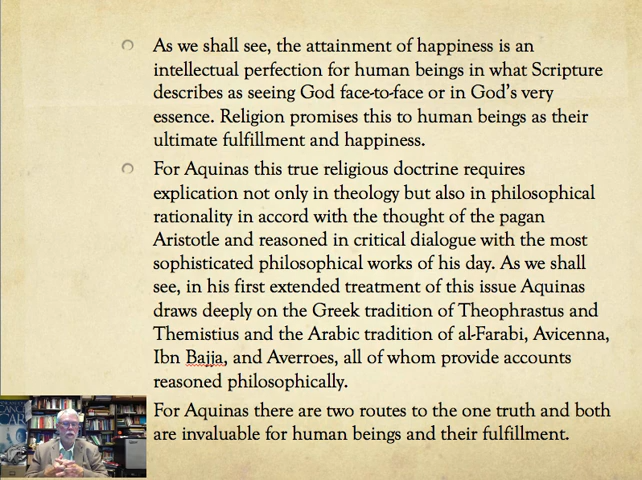 As we shall see, the attainment of happiness is an
intellectual perfection for human beings in what Scripture
describes as seeing God face-to-face or in God's very
essence. Religion promises this to human beings as their
ultimate fulfillment and happiness.
For Aquinas this true religious doctrine requires
explication not only in theology but also in philosophical
rationality in accord with the thought of the pagan
Aristotle and reasoned in critical dialogue with the most
sophisticated philosophical works of his day. As we shall
see, in his first extended treatment of this issue Aquinas
draws deeply on the Greek tradition of Theophrastus and
Themistius and the Arabic tradition of al-Farabi, Avicenna,
Ibn Bajja, and Averroes, all of whom provide accounts
reasoned philosophically.
For Aquinas there are two routes to the one truth and both
are invaluable for human beings and their fulfillment.